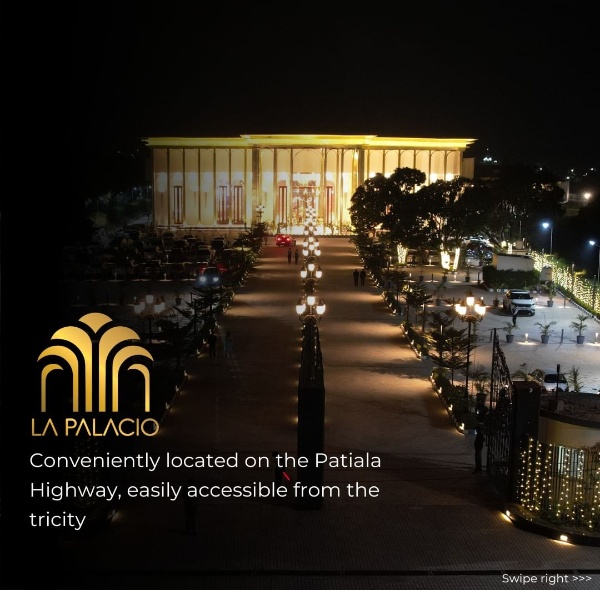 LA PALACIO
Conveniently located on the Patiala
Highway, easily accessible from the
tricity
Swipe right >>>